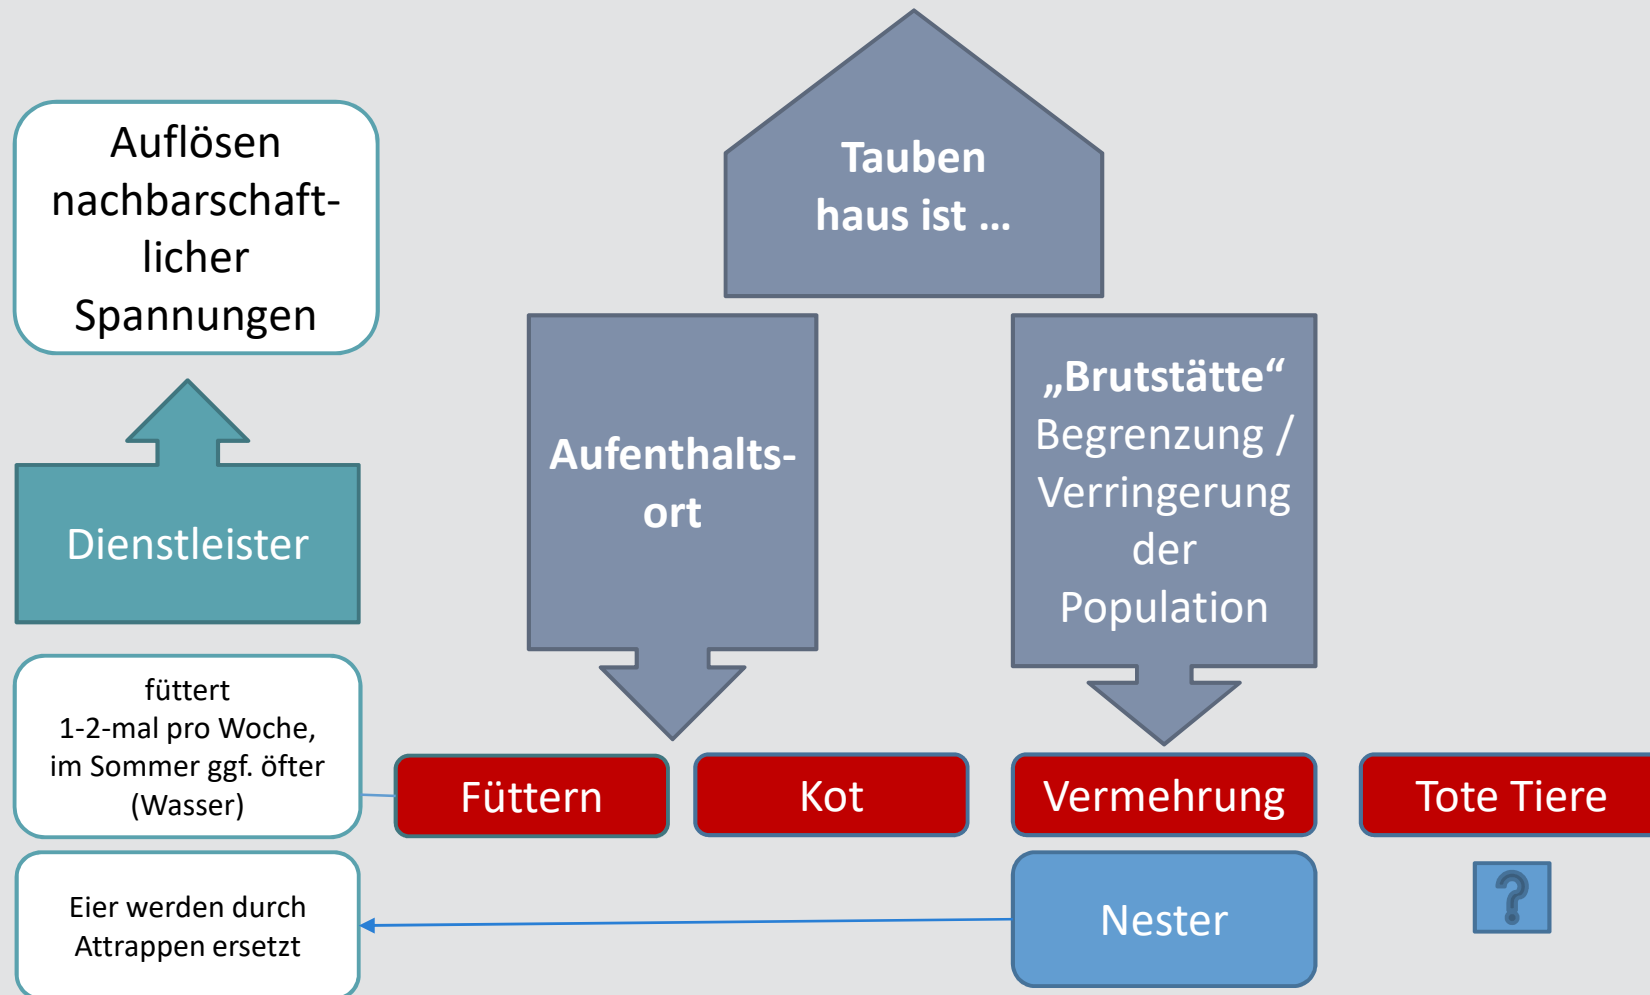 Auflösen
nachbarschaft-
licher
Spannungen
Tauben
haus ist ...
Dienstleister
Aufenthalts-
ort
„Brutstätte“
Begrenzung /
Verringerung
der
Population
füttert
1-2-mal pro Woche,
im Sommer ggf. öfter
(Wasser)
Füttern
Kot
Vermehrung
Tote Tiere
Eier werden durch
Attrappen ersetzt
Nester
?